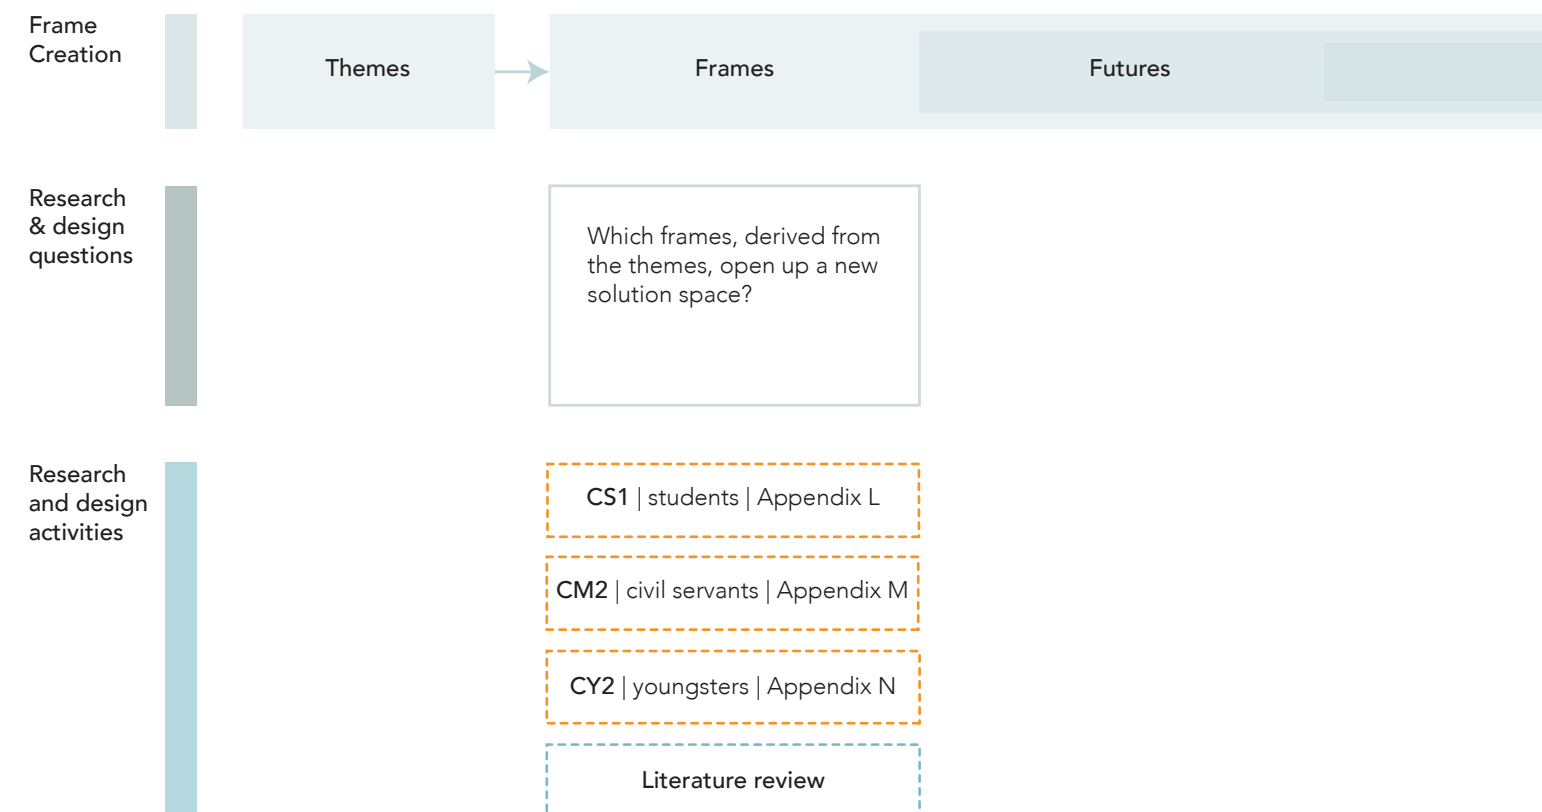 Frame
Creation
Themes
Frames
Futures
Research
& design
questions
Which frames, derived from
the themes, open up a new
solution space?
Research
and design
activities
CS1 | students | Appendix L
CM2 | civil servants | Appendix M
CY2 | youngsters | Appendix N
Literature review